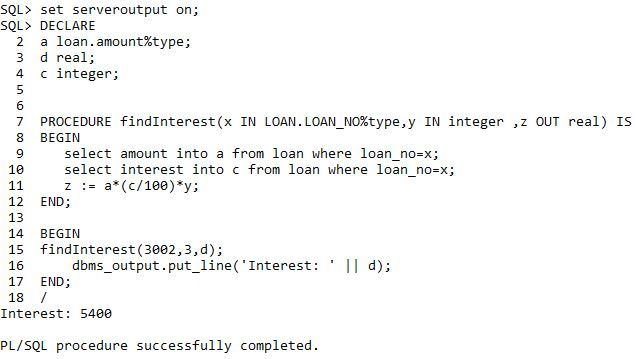 SQL> set serveroutput on;
SQL> DECLARE
  2  a loan.amount%type;
  3  d real;
  4  c integer;
  5
  6
  7  PROCEDURE findInterest(x IN LOAN.LOAN_NO%type,y IN integer ,z OUT real) IS
  8  BEGIN
  9     select amount into a from loan where loan_no=x;
 10     select interest into c from loan where loan_no=x;
 11     z := a*(c/100)*y;
 12  END;
 13
 14  BEGIN
 15  findInterest(3002,3,d);
 16      dbms_output.put_line('Interest: ' || d);
 17  END;
 18  /
Interest: 5400

PL/SQL procedure successfully completed.